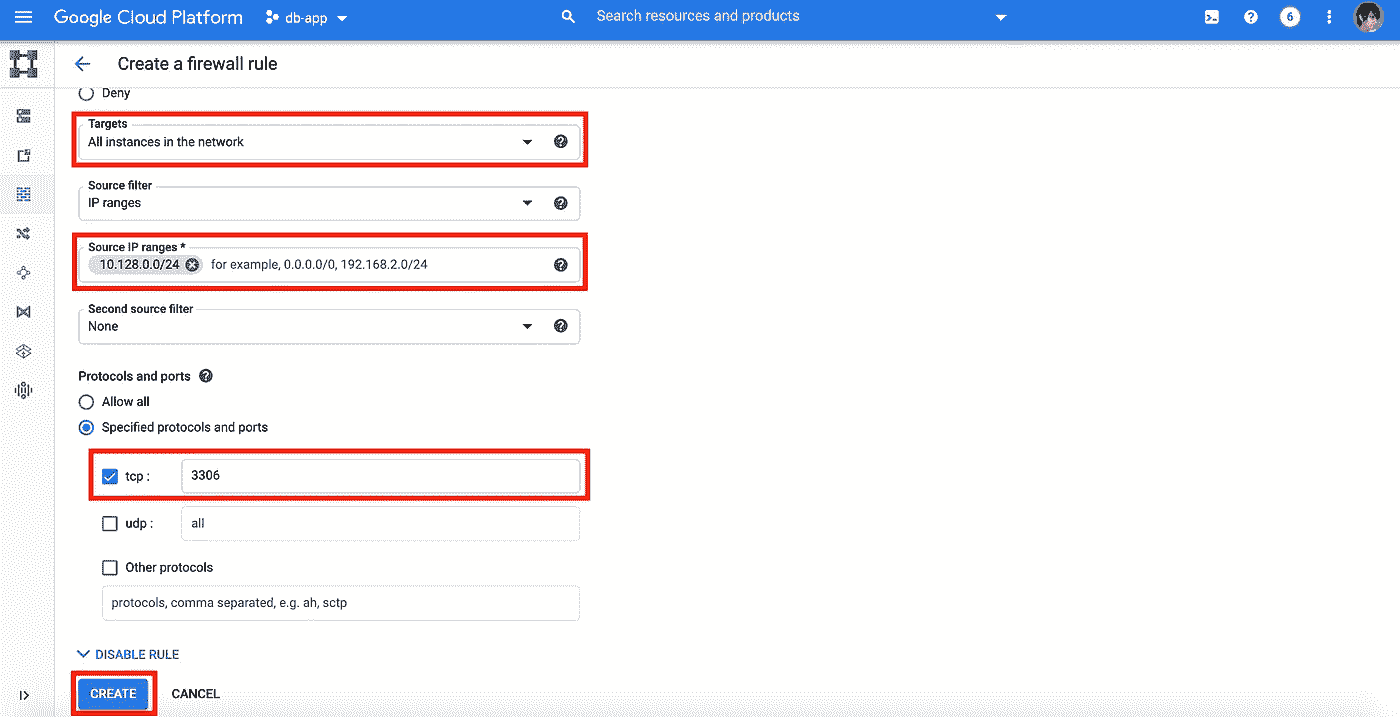 Google Cloud Platform db-app Search resources and products 6
Create a firewall rule
Deny
Targets
All instances in the network
Source filter
IP ranges
Source IP ranges *
10.128.0.0/24 for example, 0.0.0.0/0, 192.168.2.0/24
Second source filter
None
Protocols and ports
Allow all
Specified protocols and ports
tcp : 3306
udp : all
Other protocols
protocols, comma separated, e.g. ah, sctp
DISABLE RULE
CREATE CANCEL